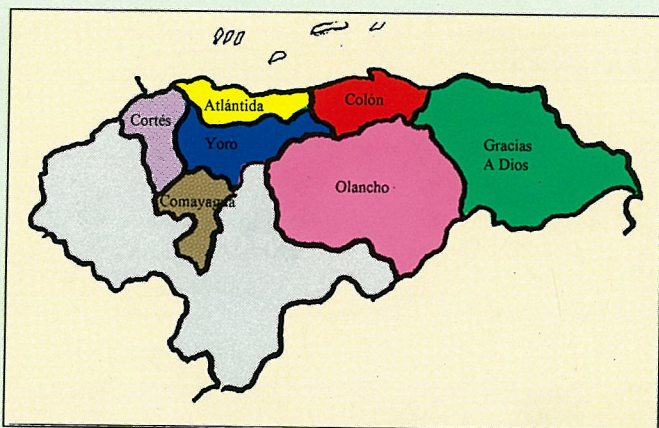 Atlántida
Colón
Cortés
Yoro
Gracias
A Dios
Olancho
Comayagua